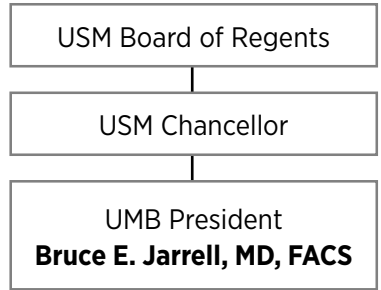 USM Board of Regents
USM Chancellor
UMB President
Bruce E. Jarrell, MD, FACS